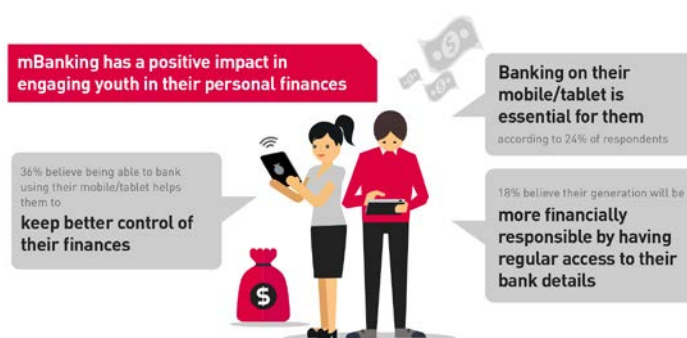 mBanking has a positive impact in
engaging youth in their personal finances
36% believe being able to bank
using their mobile/tablet helps
them to
keep better control of
their finances
$
$
Banking on their
mobile/tablet is
essential for them
according to 24% of respondents
18% believe their generation will be
more financially
responsible by having
regular access to their
bank details